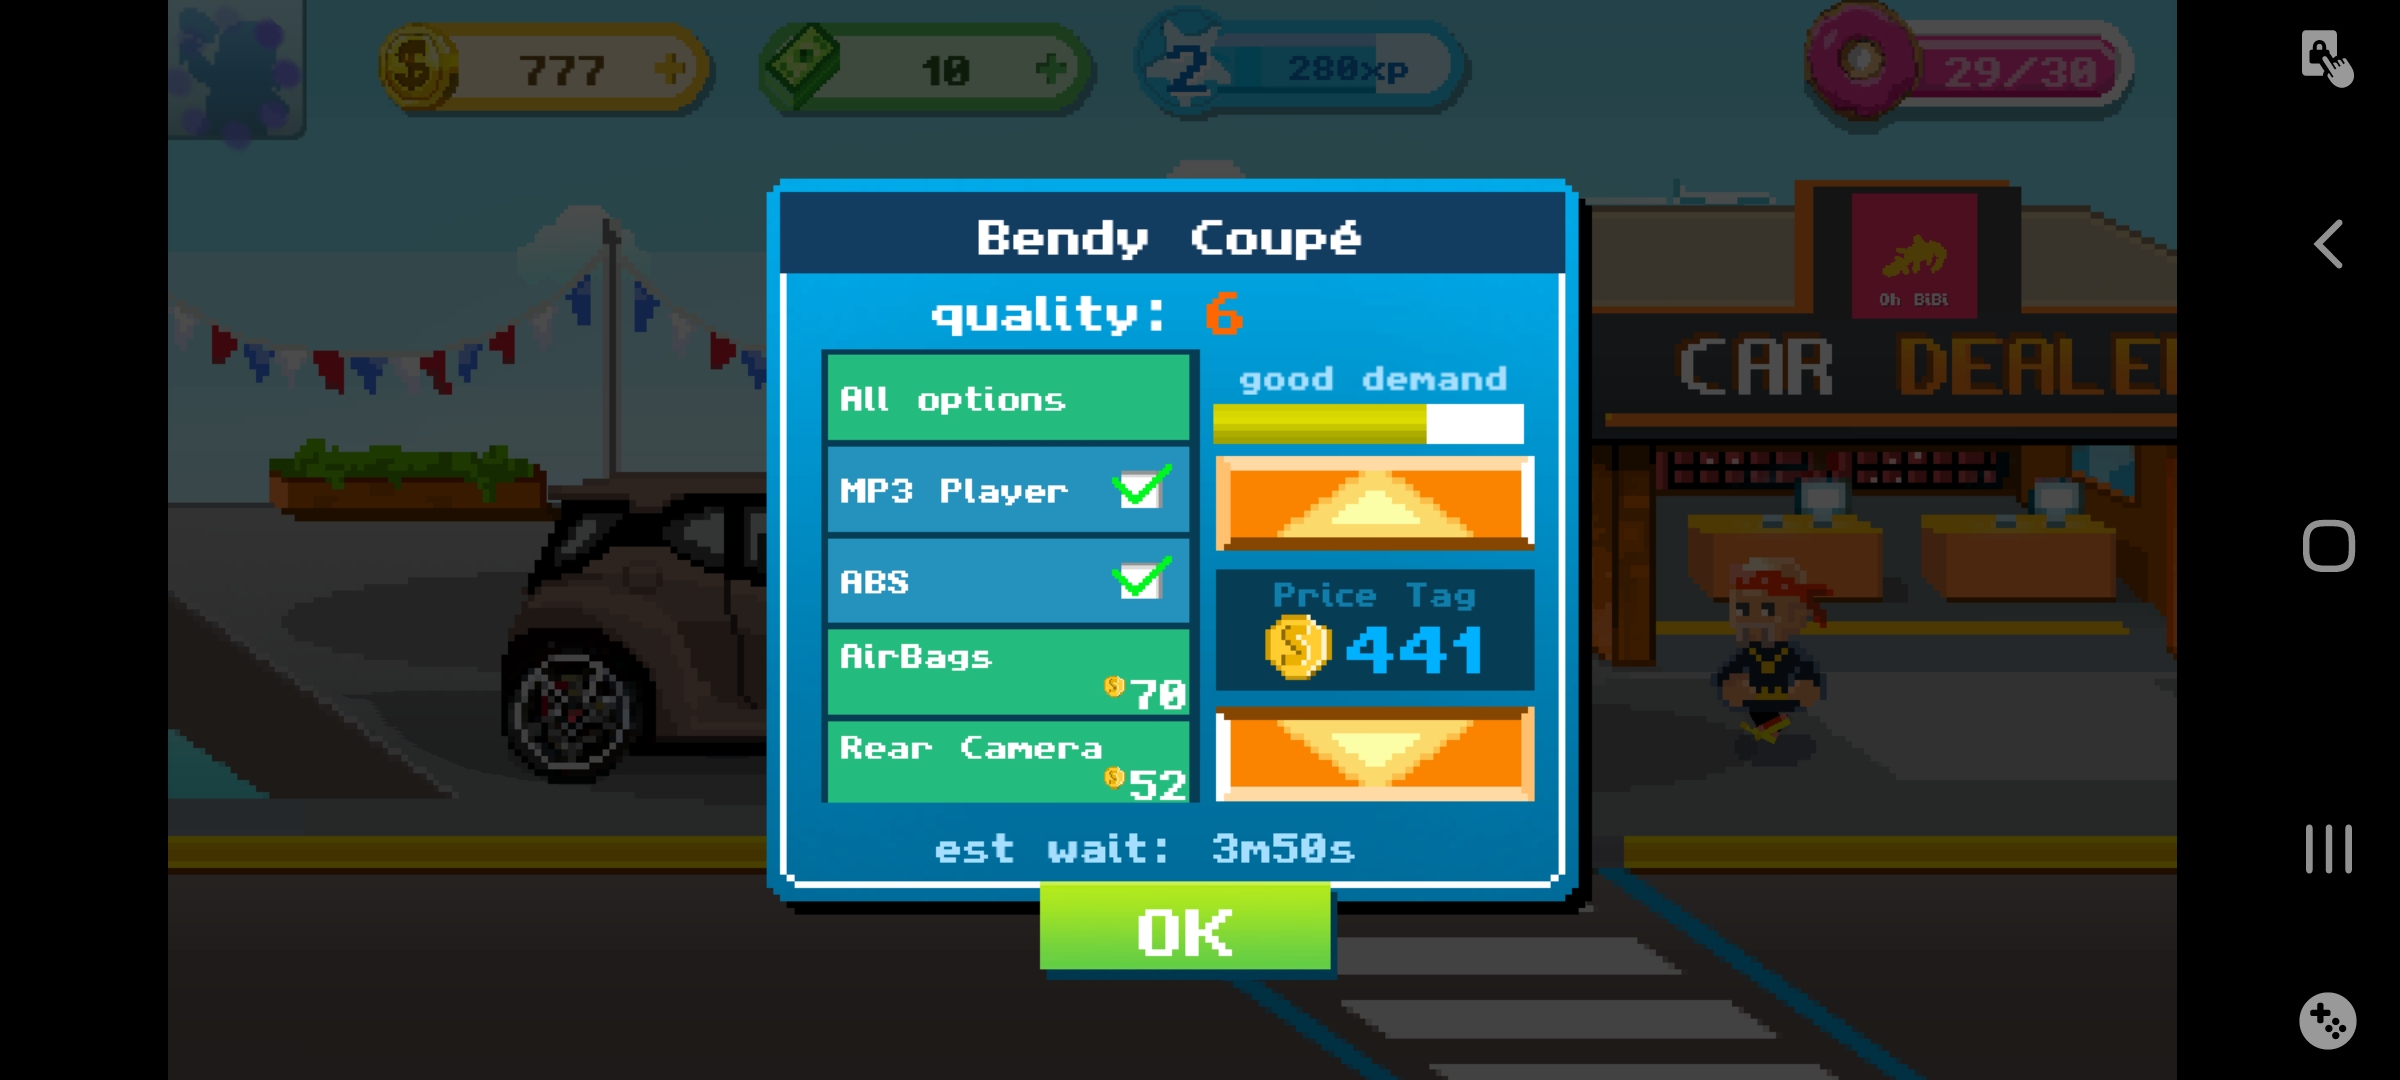 777
10
2
280xp
29/30
Oh BiBi
CAR DEALE
Bendy Coupé
quality: 6
All options
MP3 Player
ABS
AirBags
70
Rear Camera
52
good demand
Price Tag
441
est wait: 3m50s
OK